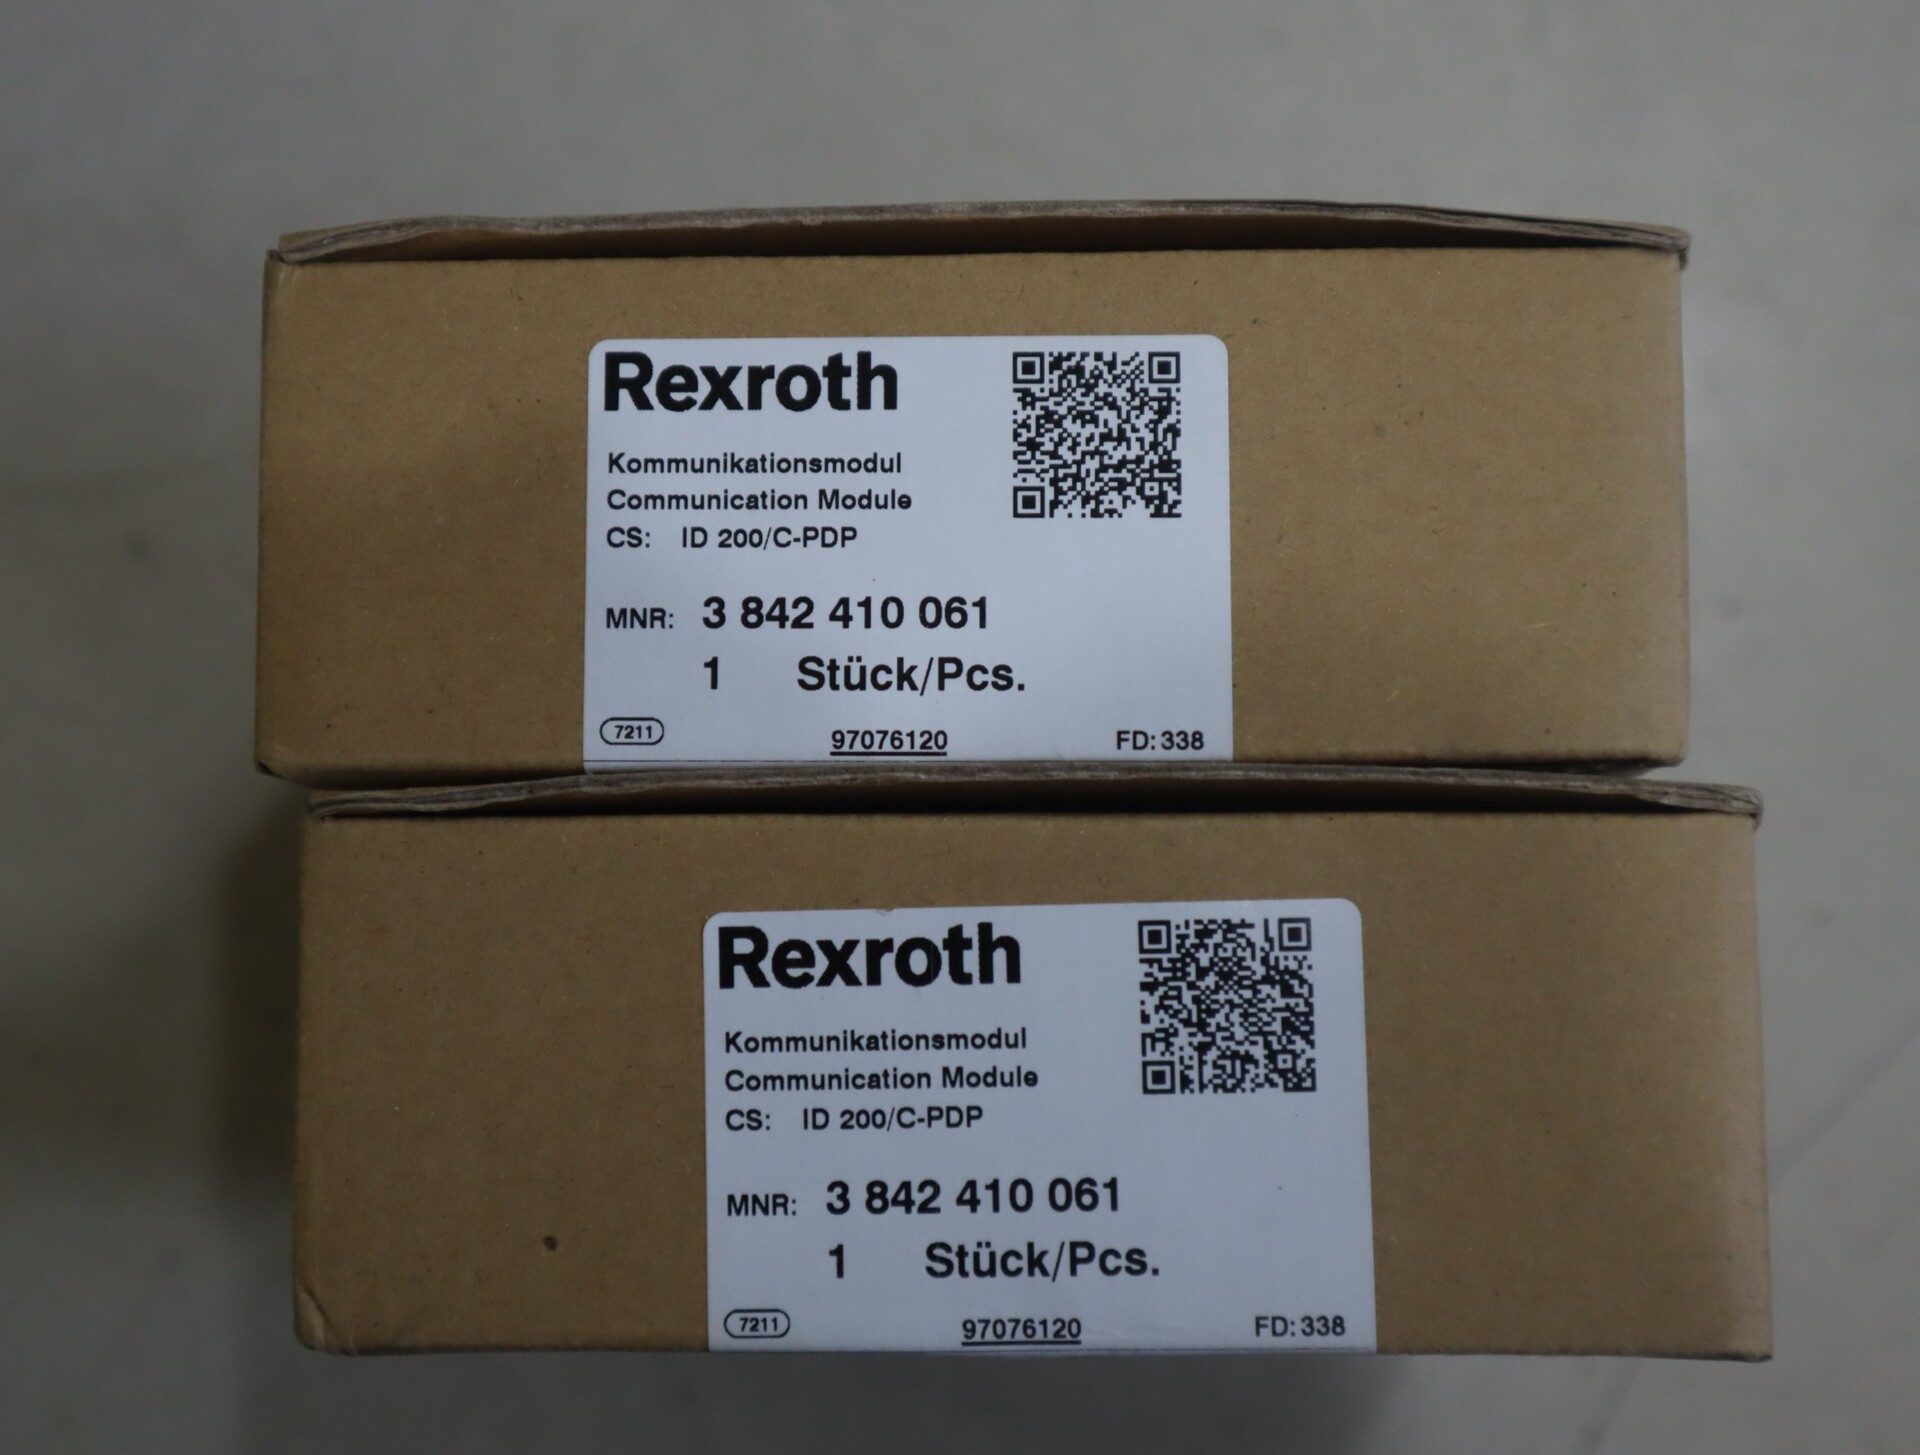 Rexroth
Kommunikationsmodul
Communication Module
CS: ID 200/C-PDP
MNR: 3 842 410 061
1 Stück/Pcs.
7211 97076120 FD: 338
Rexroth
Kommunikationsmodul
Communication Module
CS: ID 200/C-PDP
MNR: 3 842 410 061
1 Stück/Pcs.
7211 97076120 FD: 338